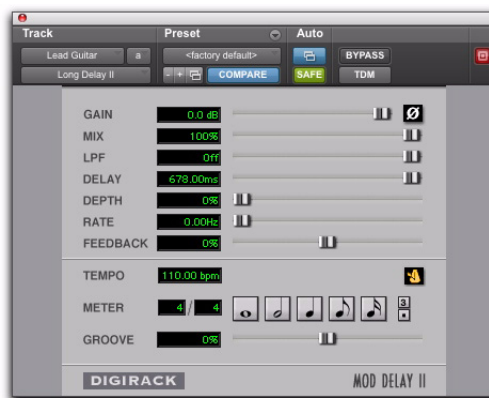 Track Preset Auto
Lead Guitar a <factory default> BYPASS
Long Delay II - + COMPARE SAFE TDM
GAIN 0.0 dB Ø
MIX 100%
LPF Off
DELAY 678.00ms
DEPTH 0%
RATE 0.00Hz
FEEDBACK 0%
TEMPO 110.00 bpm
METER 4 / 4 3
GROOVE 0%
DIGIRACK MOD DELAY II